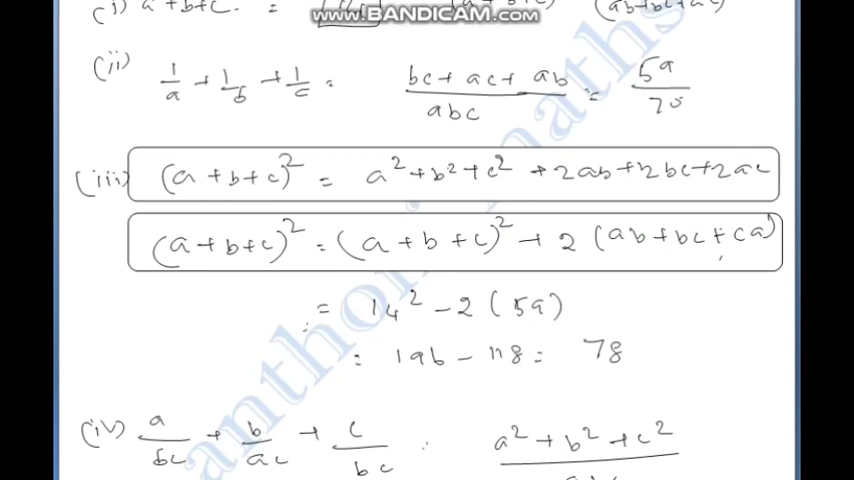 (i) a+b+c. =
www.BANDICAM.com
(ii) 1/a + 1/b + 1/c = bc+ ac+ ab / abc = 59/70
(iii) (a+b+c)² = a²+b²+c² +2ab+2bc+2ac
(a+b+c)² = (a+b+c)² + 2 (ab+bc+ca)
= 14² - 2 (59)
= 196 - 118 = 78
(iv) a/bc + b/ac + c/bc a²+b²+c²
anthoni maths